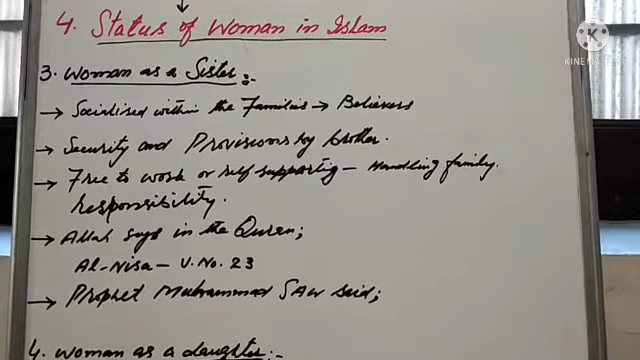 4. Status of Woman in Islam
3. Woman as a Sister:-
→ Socialised within the Families → Believers
→ Security and Provisions by brother.
→ Free to work or self supporting - Handling family
responsibility.
→ Allah says in the Quran;
Al-Nisa - V. No. 23
→ Prophet Muhammad SAW said;
4. Woman as a daughter:-
K
KINEMA